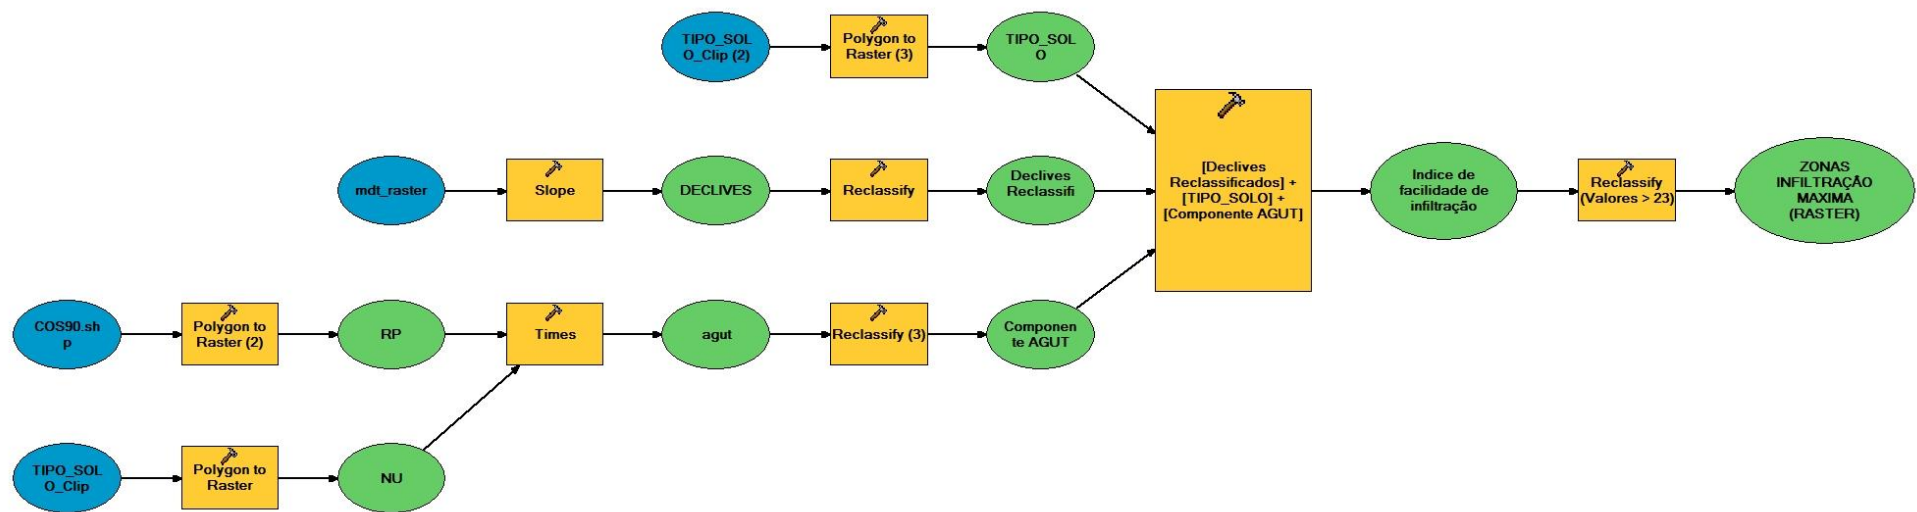 TIPO_SOL
O_Clip (2)
Polygon to
Raster (3)
TIPO_SOL
O
mdt_raster
Slope
DECLIVES
Reclassify
Declives
Reclassifi
[Declives
Reclassificados] +
[TIPO_SOLO] +
[Componente AGUT]
Indice de
facilidade de
infiltração
Reclassify
(Valores > 23)
ZONAS
INFILTRAÇÃO
MAXIMA
(RASTER)
COS90.sh
p
Polygon to
Raster (2)
RP
Times
agut
Reclassify (3)
Componen
te AGUT
TIPO_SOL
O_Clip
Polygon to
Raster
NU